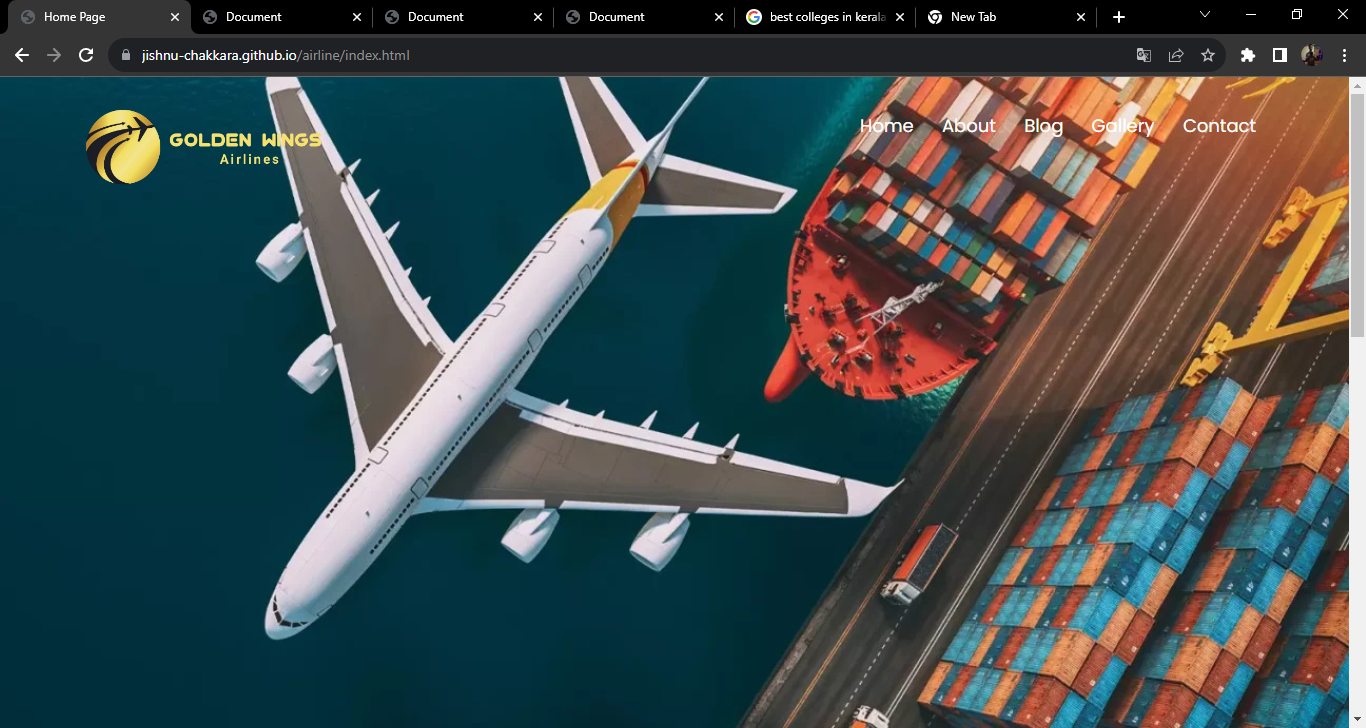 Home Page
Document
Document
Document
best colleges in kerala
New Tab
jishnu-chakkara.github.io/airline/index.html
GOLDEN WINGS
Airlines
Home
About
Blog
Gallery
Contact